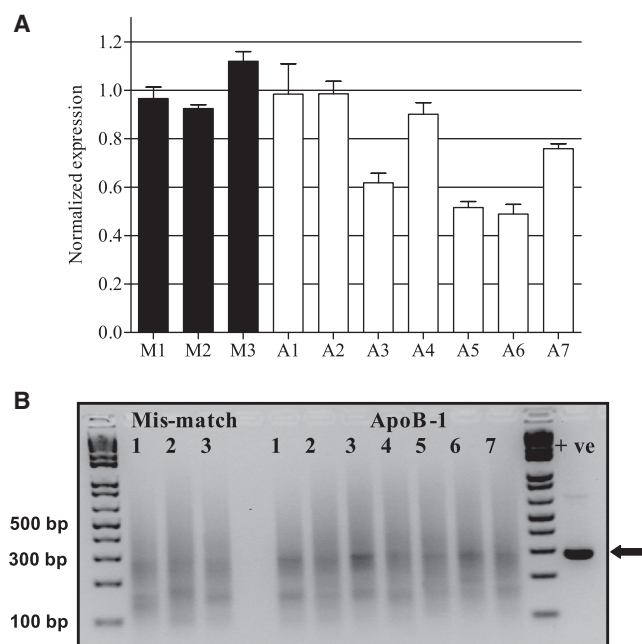 A
Normalized expression
1.2
1.0
0.8
0.6
0.4
0.2
0.0
M1 M2 M3 A1 A2 A3 A4 A5 A6 A7
B
Mis-match ApoB-1
1 2 3 1 2 3 4 5 6 7 + ve
500 bp
300 bp
100 bp